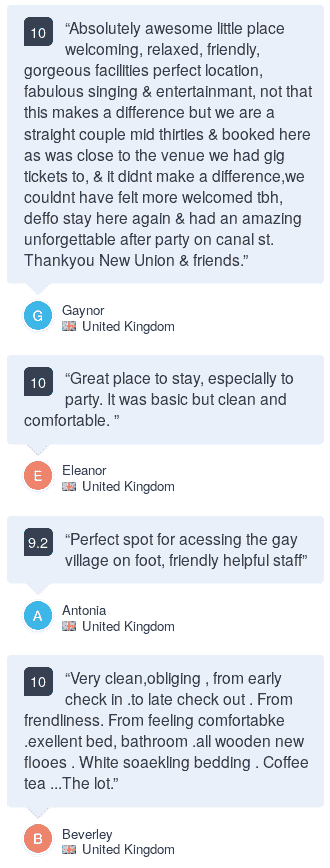 10
“Absolutely awesome little place
welcoming, relaxed, friendly,
gorgeous facilities perfect location,
fabulous singing & entertainmant, not that
this makes a difference but we are a
straight couple mid thirties & booked here
as was close to the venue we had gig
tickets to, & it didnt make a difference,we
couldnt have felt more welcomed tbh,
deffo stay here again & had an amazing
unforgettable after party on canal st.
Thankyou New Union & friends.”
G
Gaynor
United Kingdom
10
“Great place to stay, especially to
party. It was basic but clean and
comfortable. ”
E
Eleanor
United Kingdom
9.2
“Perfect spot for acessing the gay
village on foot, friendly helpful staff”
A
Antonia
United Kingdom
10
“Very clean,obliging , from early
check in .to late check out . From
frendliness. From feeling comfortabke
.exellent bed, bathroom .all wooden new
flooes . White soaekling bedding . Coffee
tea ...The lot.”
B
Beverley
United Kingdom